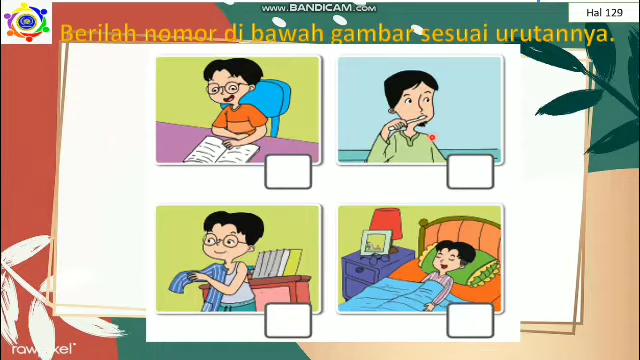 www.BANDICAM.com
Hal 129
Berilah nomor di bawah gambar sesuai urutannya.
rawpixel